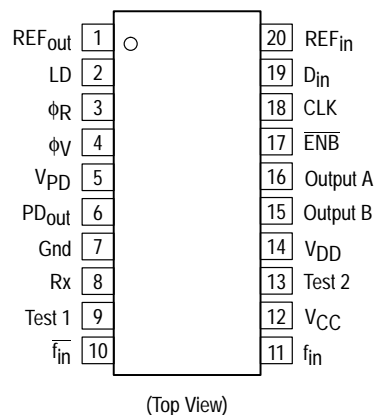 REFout 1 20 REFin
LD 2 19 Din
ϕR 3 18 CLK
ϕV 4 17 E̅N̅B̅
VPD 5 16 Output A
PDout 6 15 Output B
Gnd 7 14 VDD
Rx 8 13 Test 2
Test 1 9 12 VCC
f̅i̅n̅ 10 11 fin
(Top View)